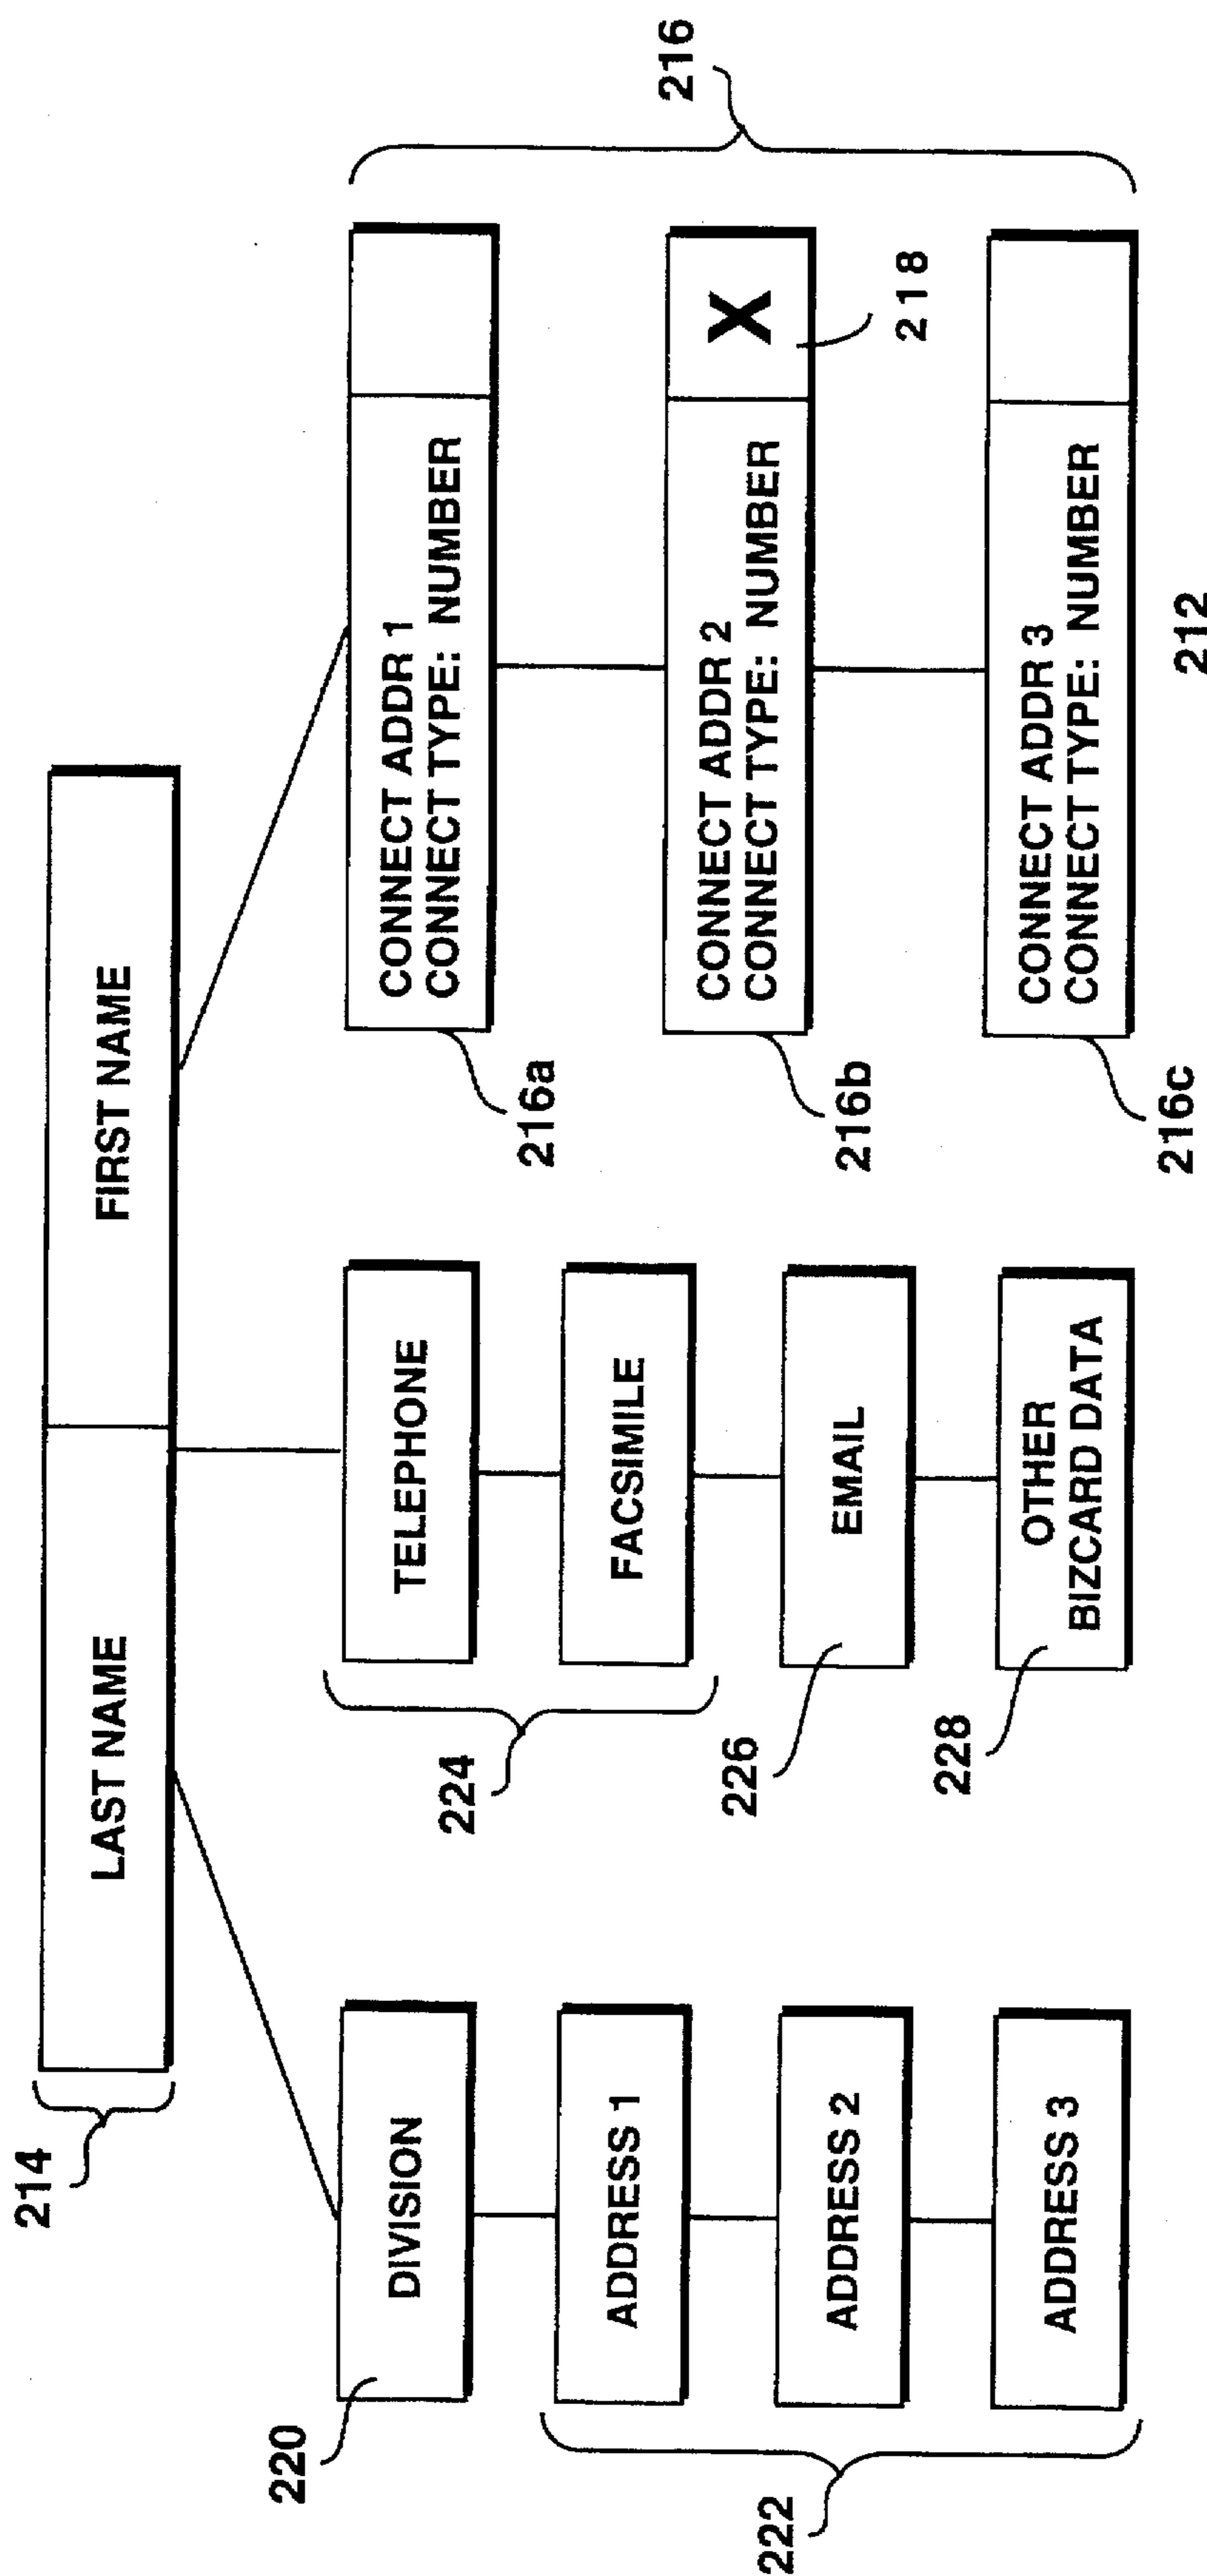 214
LAST NAME
FIRST NAME
220
DIVISION
222
ADDRESS 1
ADDRESS 2
ADDRESS 3
224
TELEPHONE
FACSIMILE
226
EMAIL
228
OTHER
BIZCARD DATA
216
216a
CONNECT ADDR 1
CONNECT TYPE: NUMBER
216b
CONNECT ADDR 2
CONNECT TYPE: NUMBER
X
218
216c
CONNECT ADDR 3
CONNECT TYPE: NUMBER
212